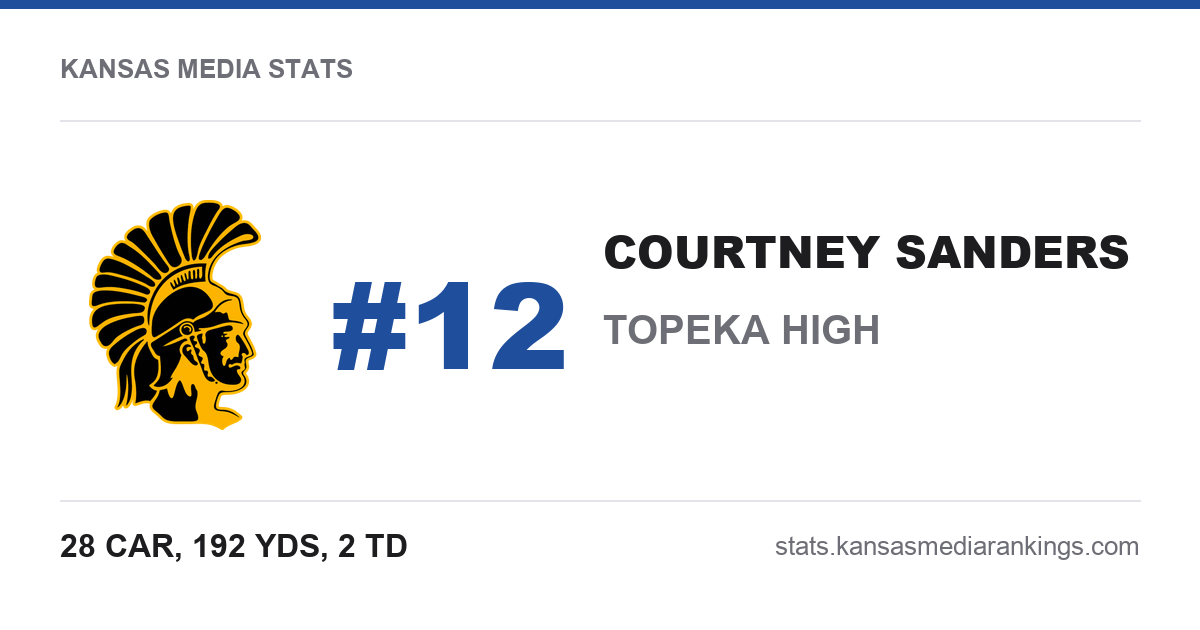 KANSAS MEDIA STATS
#12
COURTNEY SANDERS
TOPEKA HIGH
28 CAR, 192 YDS, 2 TD
stats.kansasmediarankings.com